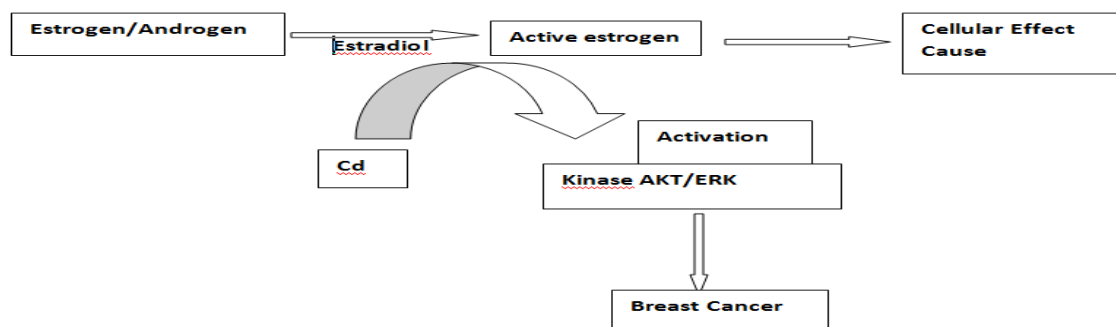 Estrogen/Androgen
Estradiol
Active estrogen
Cellular Effect
Cause
Cd
Activation
Kinase AKT/ERK
Breast Cancer